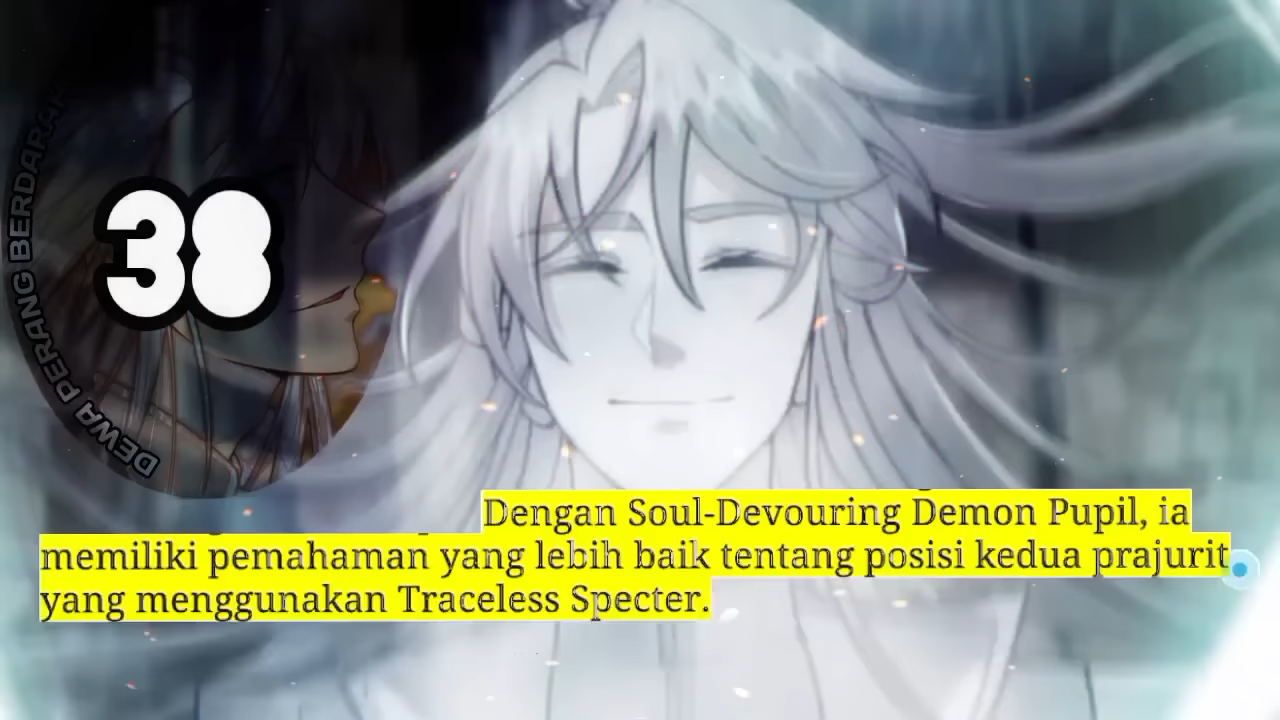 DEWA PERANG BERDARAH
38
Dengan Soul-Devouring Demon Pupil, ia
memiliki pemahaman yang lebih baik tentang posisi kedua prajurit
yang menggunakan Traceless Specter.